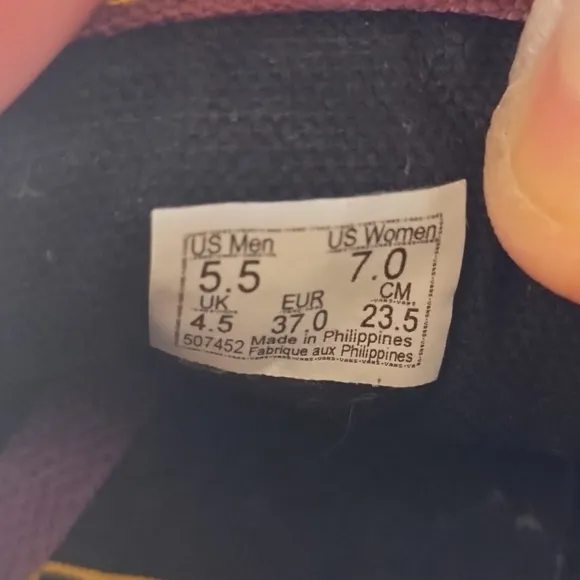 US Men US Women
5.5 7.0
UK EUR CM
4.5 37.0 23.5
507452 Made in Philippines
Fabrique aux Philippines